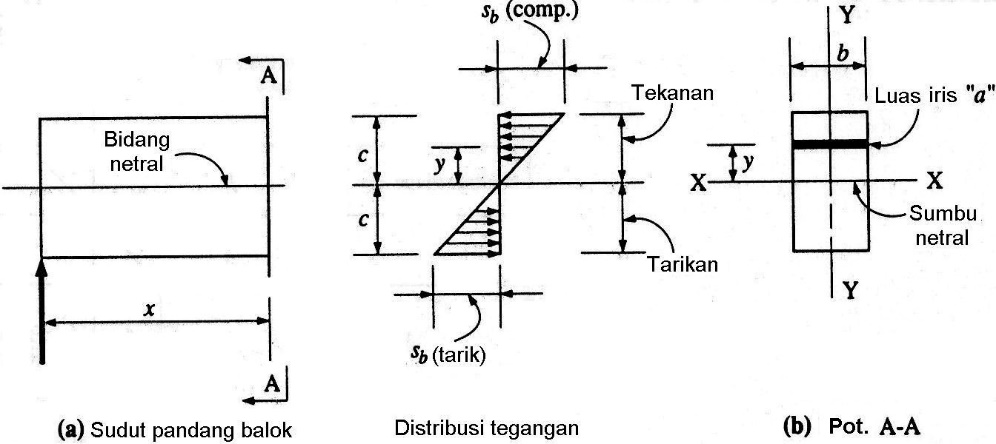 s_b (comp.)
Y
A
b
Tekanan
Luas iris "a"
Bidang
netral
c
y
y
X
X
c
Sumbu
netral
Tarikan
x
Y
s_b (tarik)
A
(a) Sudut pandang balok
Distribusi tegangan
(b) Pot. A-A